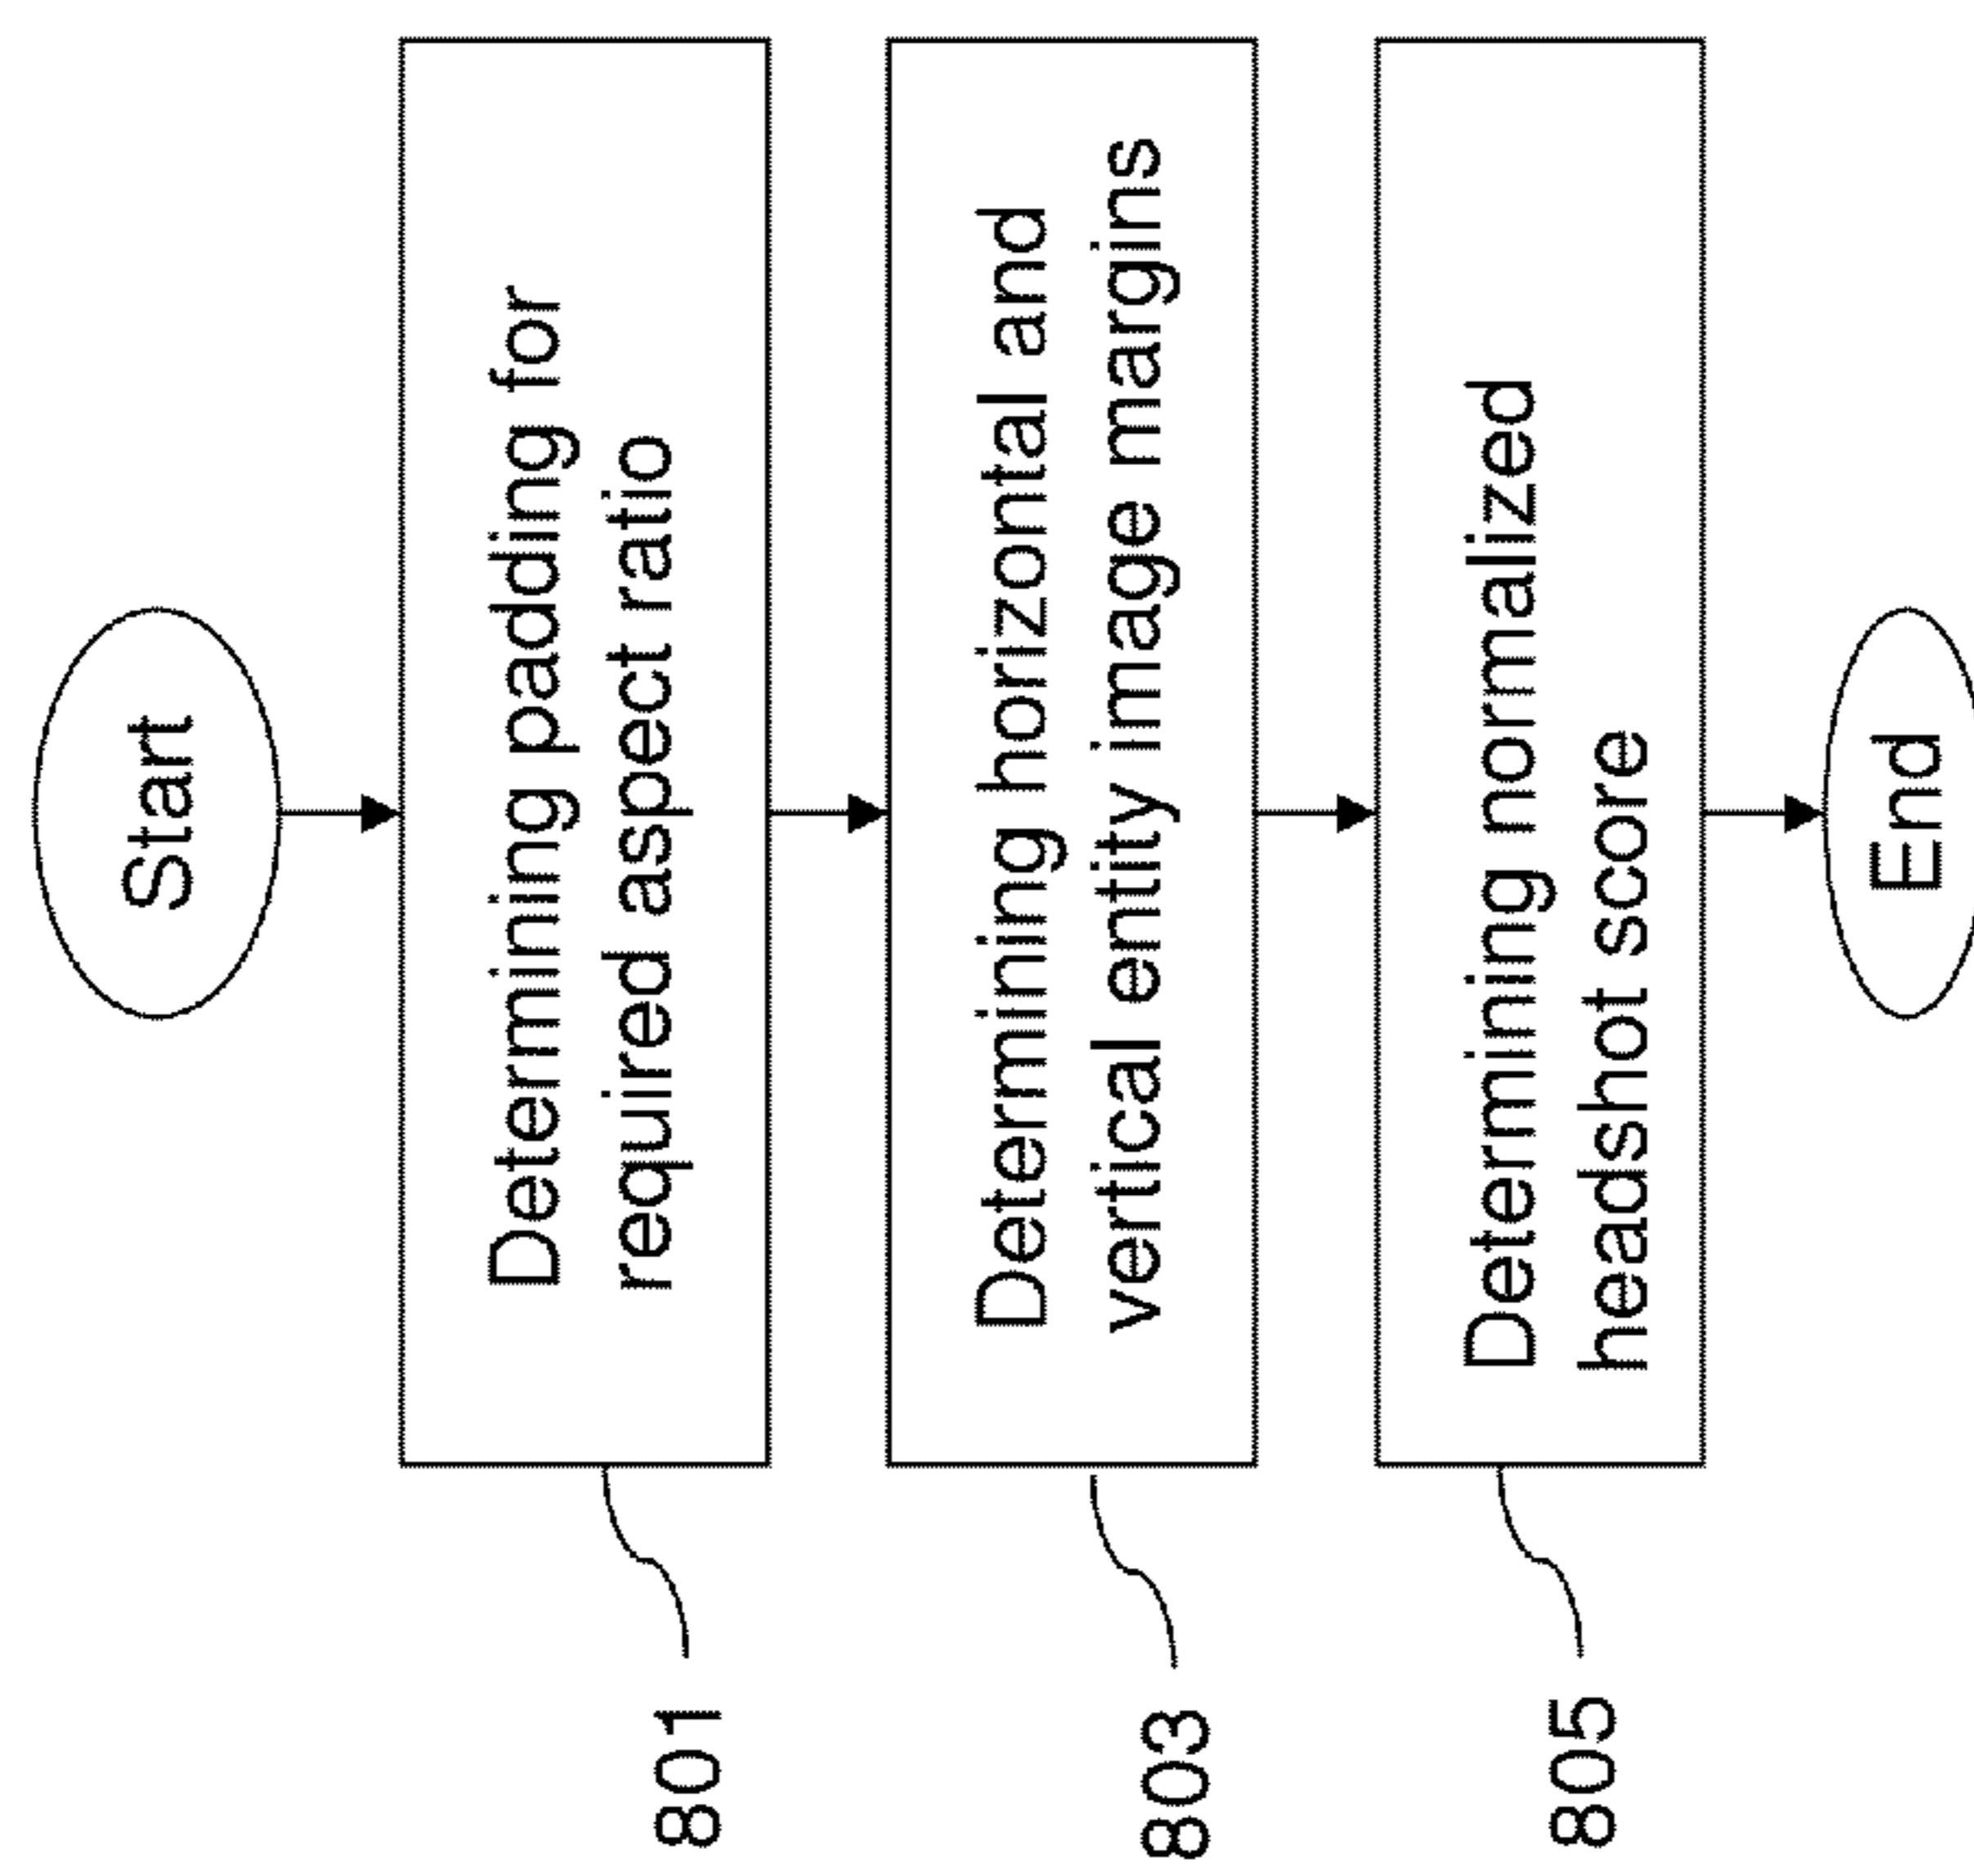 Start
Determining padding for
required aspect ratio
801
Determining horizontal and
vertical entity image margins
803
Determining normalized
headshot score
805
End